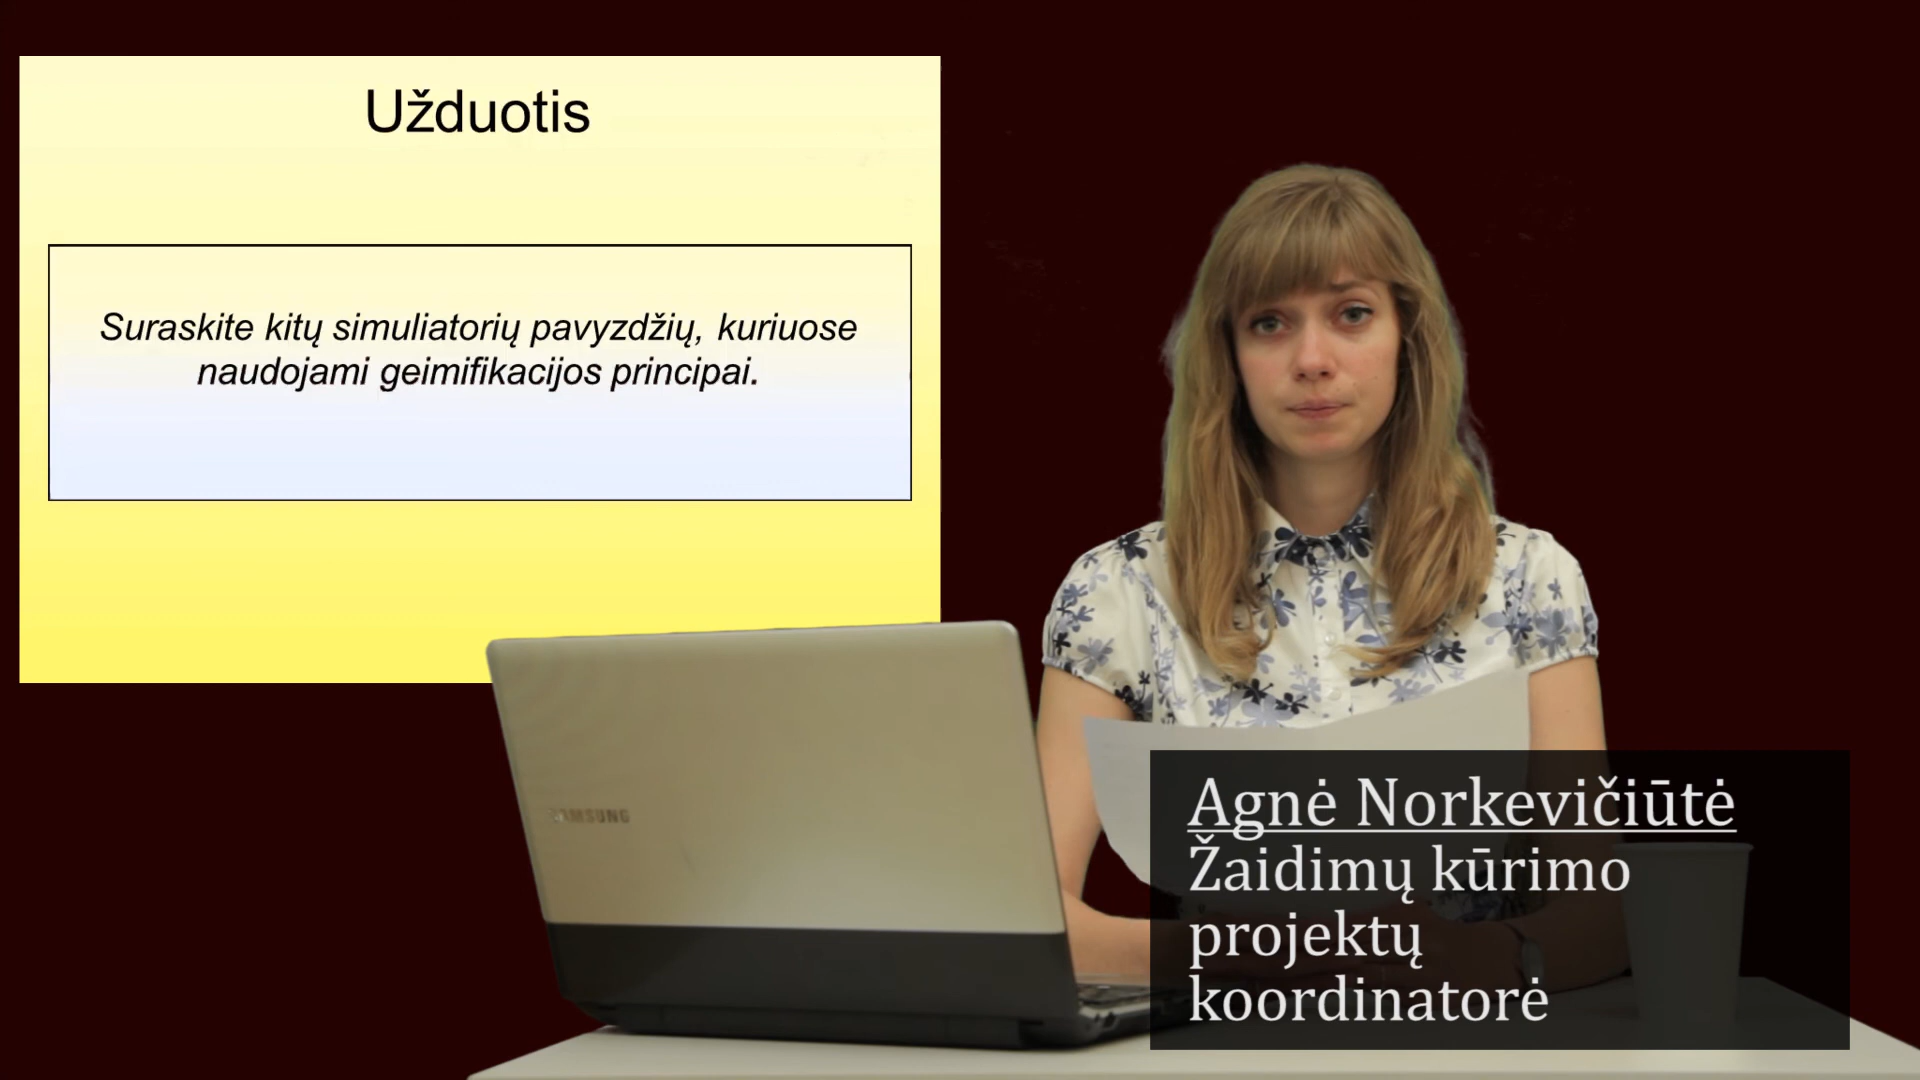 Užduotis
Suraskite kitų simuliatorių pavyzdžių, kuriuose
naudojami geimifikacijos principai.
SAMSUNG
Agnė Norkevičiūtė
Žaidimų kūrimo
projektų
koordinatorė